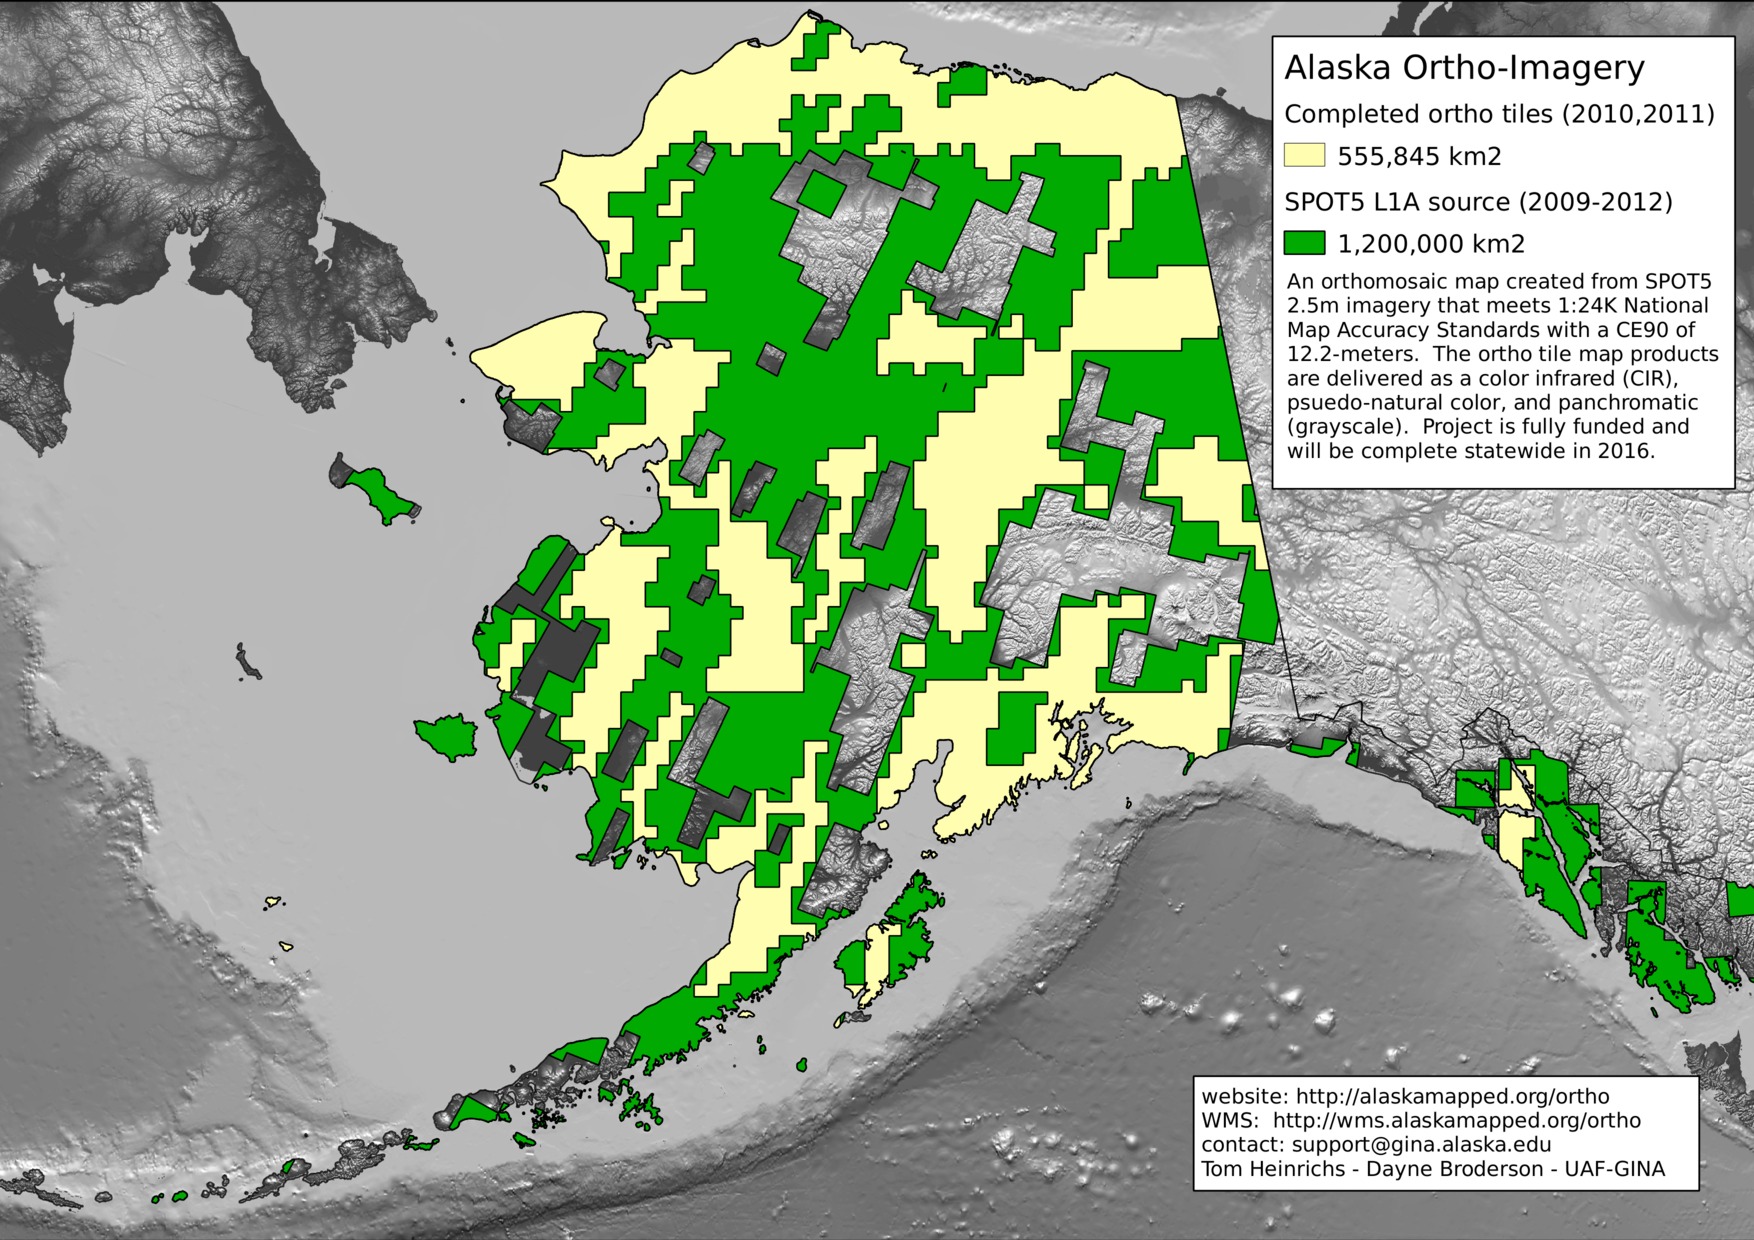 Alaska Ortho-Imagery
Completed ortho tiles (2010,2011)
555,845 km2
SPOT5 L1A source (2009-2012)
1,200,000 km2
An orthomosaic map created from SPOT5
2.5m imagery that meets 1:24K National
Map Accuracy Standards with a CE90 of
12.2-meters.  The ortho tile map products
are delivered as a color infrared (CIR),
psuedo-natural color, and panchromatic
(grayscale).  Project is fully funded and
will be complete statewide in 2016.
website: http://alaskamapped.org/ortho
WMS:  http://wms.alaskamapped.org/ortho
contact: support@gina.alaska.edu
Tom Heinrichs - Dayne Broderson - UAF-GINA